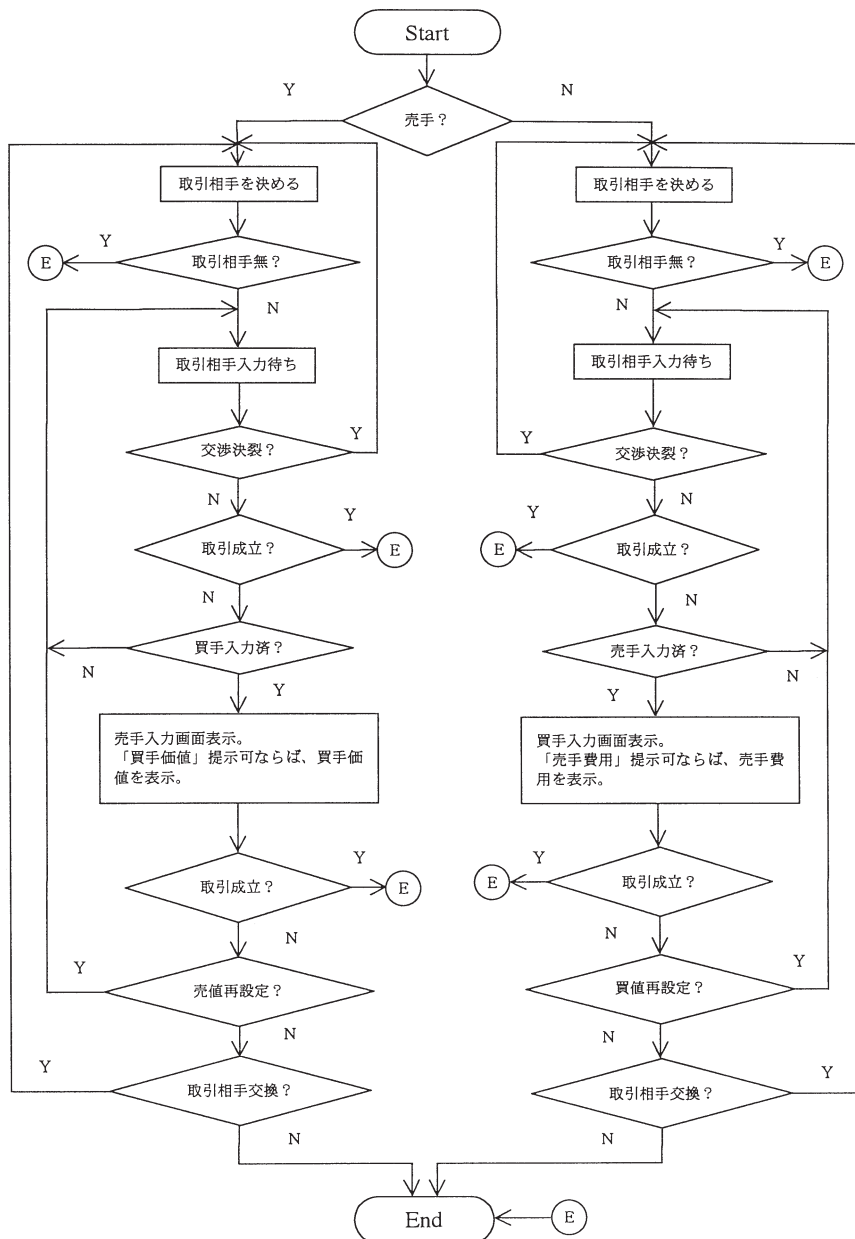 Start
売手?
Y
N
取引相手を決める
取引相手無?
Y
E
N
取引相手入力待ち
交渉決裂?
Y
N
取引成立?
Y
E
N
買手入力済?
N
Y
売手入力画面表示。
「買手価値」提示可ならば、買手価
値を表示。
取引成立?
Y
E
N
売値再設定?
Y
N
取引相手交換?
Y
N
取引相手を決める
取引相手無?
Y
E
N
取引相手入力待ち
交渉決裂?
Y
N
取引成立?
Y
E
N
売手入力済?
N
Y
買手入力画面表示。
「売手費用」提示可ならば、売手費
用を表示。
取引成立?
Y
E
N
買値再設定?
Y
N
取引相手交換?
Y
N
End
E